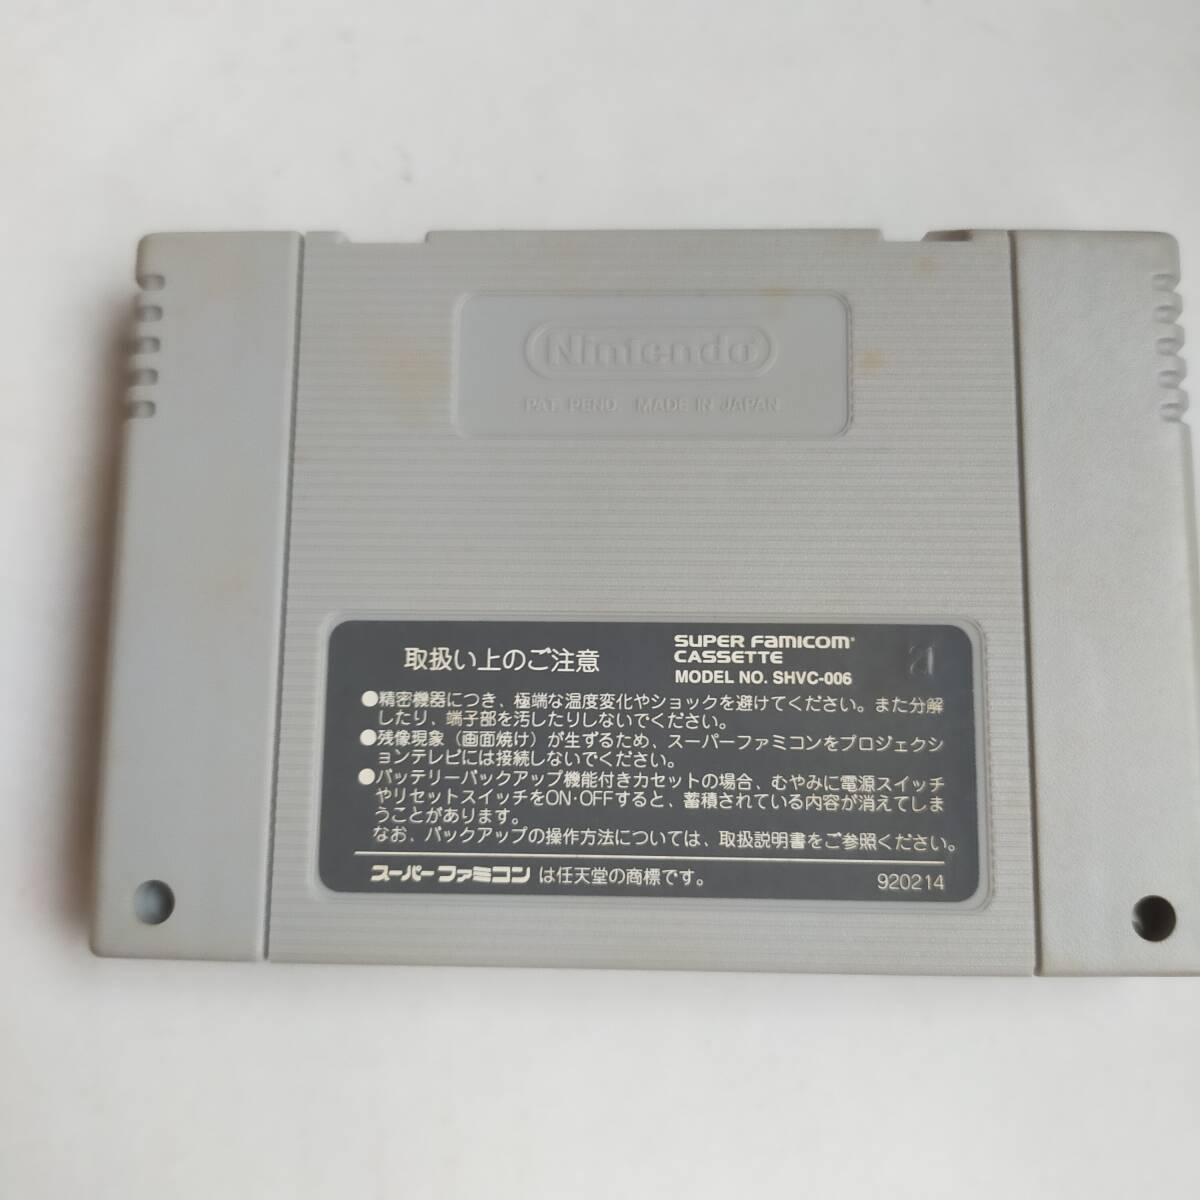 Nintendo
PAT. PEND. MADE IN JAPAN
取扱い上のご注意
SUPER FAMICOM
CASSETTE
MODEL NO. SHVC-006
●精密機器につき、極端な温度変化やショックを避けてください。また分解
したり、端子部を汚したりしないでください。
●残像現象（画面焼け）が生ずるため、スーパーファミコンをプロジェクシ
ョンテレビには接続しないでください。
●バッテリーバックアップ機能付きカセットの場合、むやみに電源スイッチ
やリセットスイッチをON・OFFすると、蓄積されている内容が消えてしま
うことがあります。
なお、バックアップの操作方法については、取扱説明書をご参照ください。
スーパーファミコン は任天堂の商標です。
920214